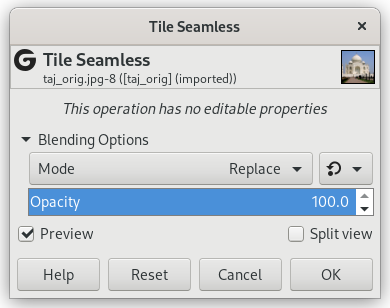 Tile Seamless
Tile Seamless
taj_orig.jpg-8 ([taj_orig] (imported))
This operation has no editable properties
Blending Options
Mode Replace
Opacity 100.0
Preview Split view
Help Reset Cancel OK